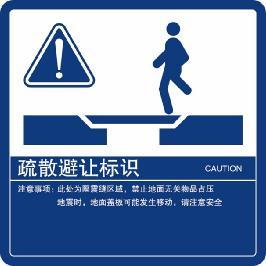 疏散避让标识 CAUTION
注意事项：此处为隔震缝区域，禁止地面无关物品占压
地震时，地面盖板可能发生移动，请注意安全